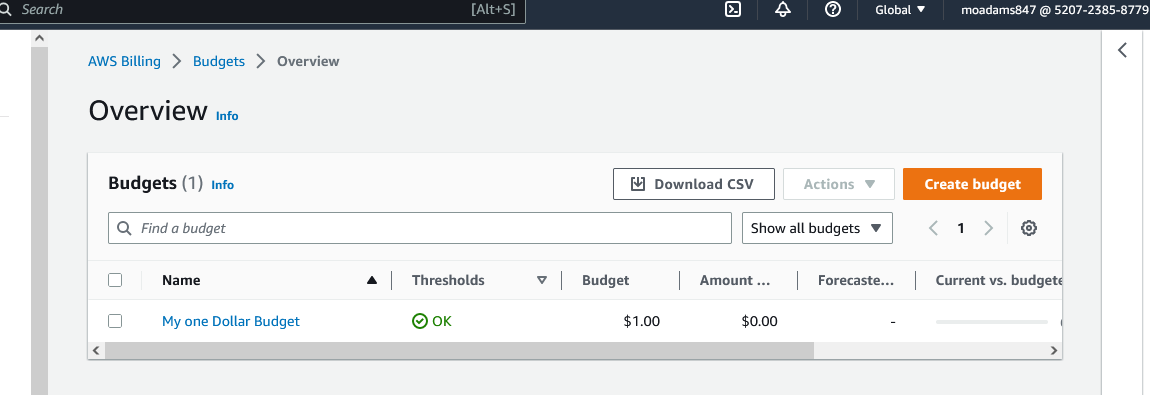 Search [Alt+S] Global moadams847 @ 5207-2385-8779
AWS Billing Budgets Overview
Overview Info
Budgets (1) Info Download CSV Actions Create budget
Find a budget Show all budgets 1
Name Thresholds Budget Amount ... Forecaste... Current vs. budgete
My one Dollar Budget OK $1.00 $0.00 -